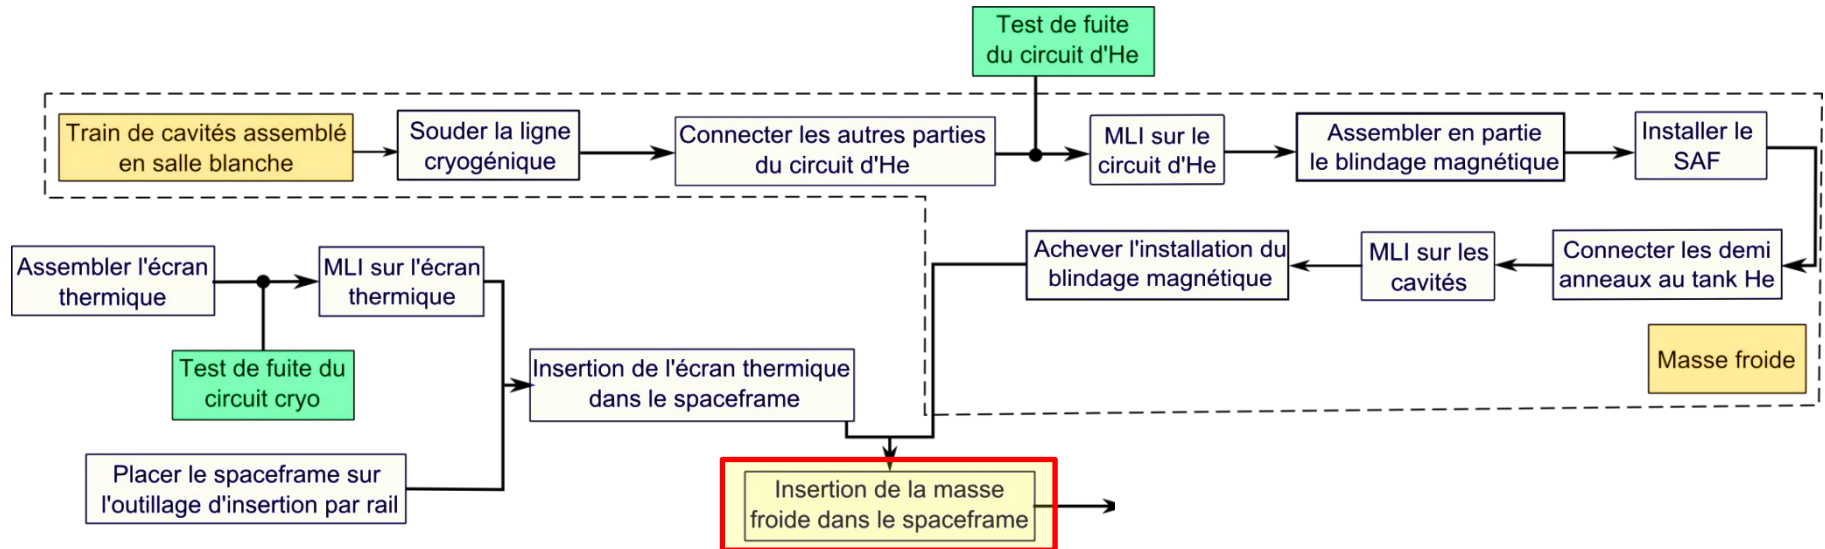 Test de fuite
du circuit d'He
Train de cavités assemblé
en salle blanche
Souder la ligne
cryogénique
Connecter les autres parties
du circuit d'He
MLI sur le
circuit d'He
Assembler en partie
le blindage magnétique
Installer le
SAF
Assembler l'écran
thermique
MLI sur l'écran
thermique
Achever l'installation du
blindage magnétique
MLI sur les
cavités
Connecter les demi
anneaux au tank He
Test de fuite du
circuit cryo
Insertion de l'écran thermique
dans le spaceframe
Masse froide
Placer le spaceframe sur
l'outillage d'insertion par rail
Insertion de la masse
froide dans le spaceframe